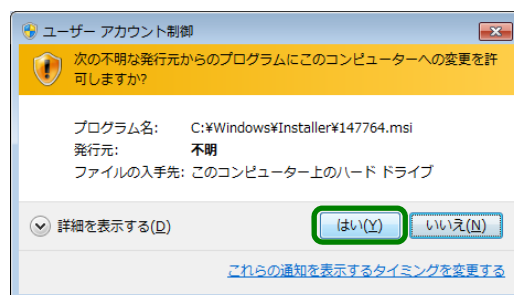 ユーザー アカウント制御
次の不明な発行元からのプログラムにこのコンピューターへの変更を許
可しますか?
プログラム名: C:¥Windows¥Installer¥147764.msi
発行元: 不明
ファイルの入手先: このコンピューター上のハード ドライブ
詳細を表示する(D) はい(Y) いいえ(N)
これらの通知を表示するタイミングを変更する